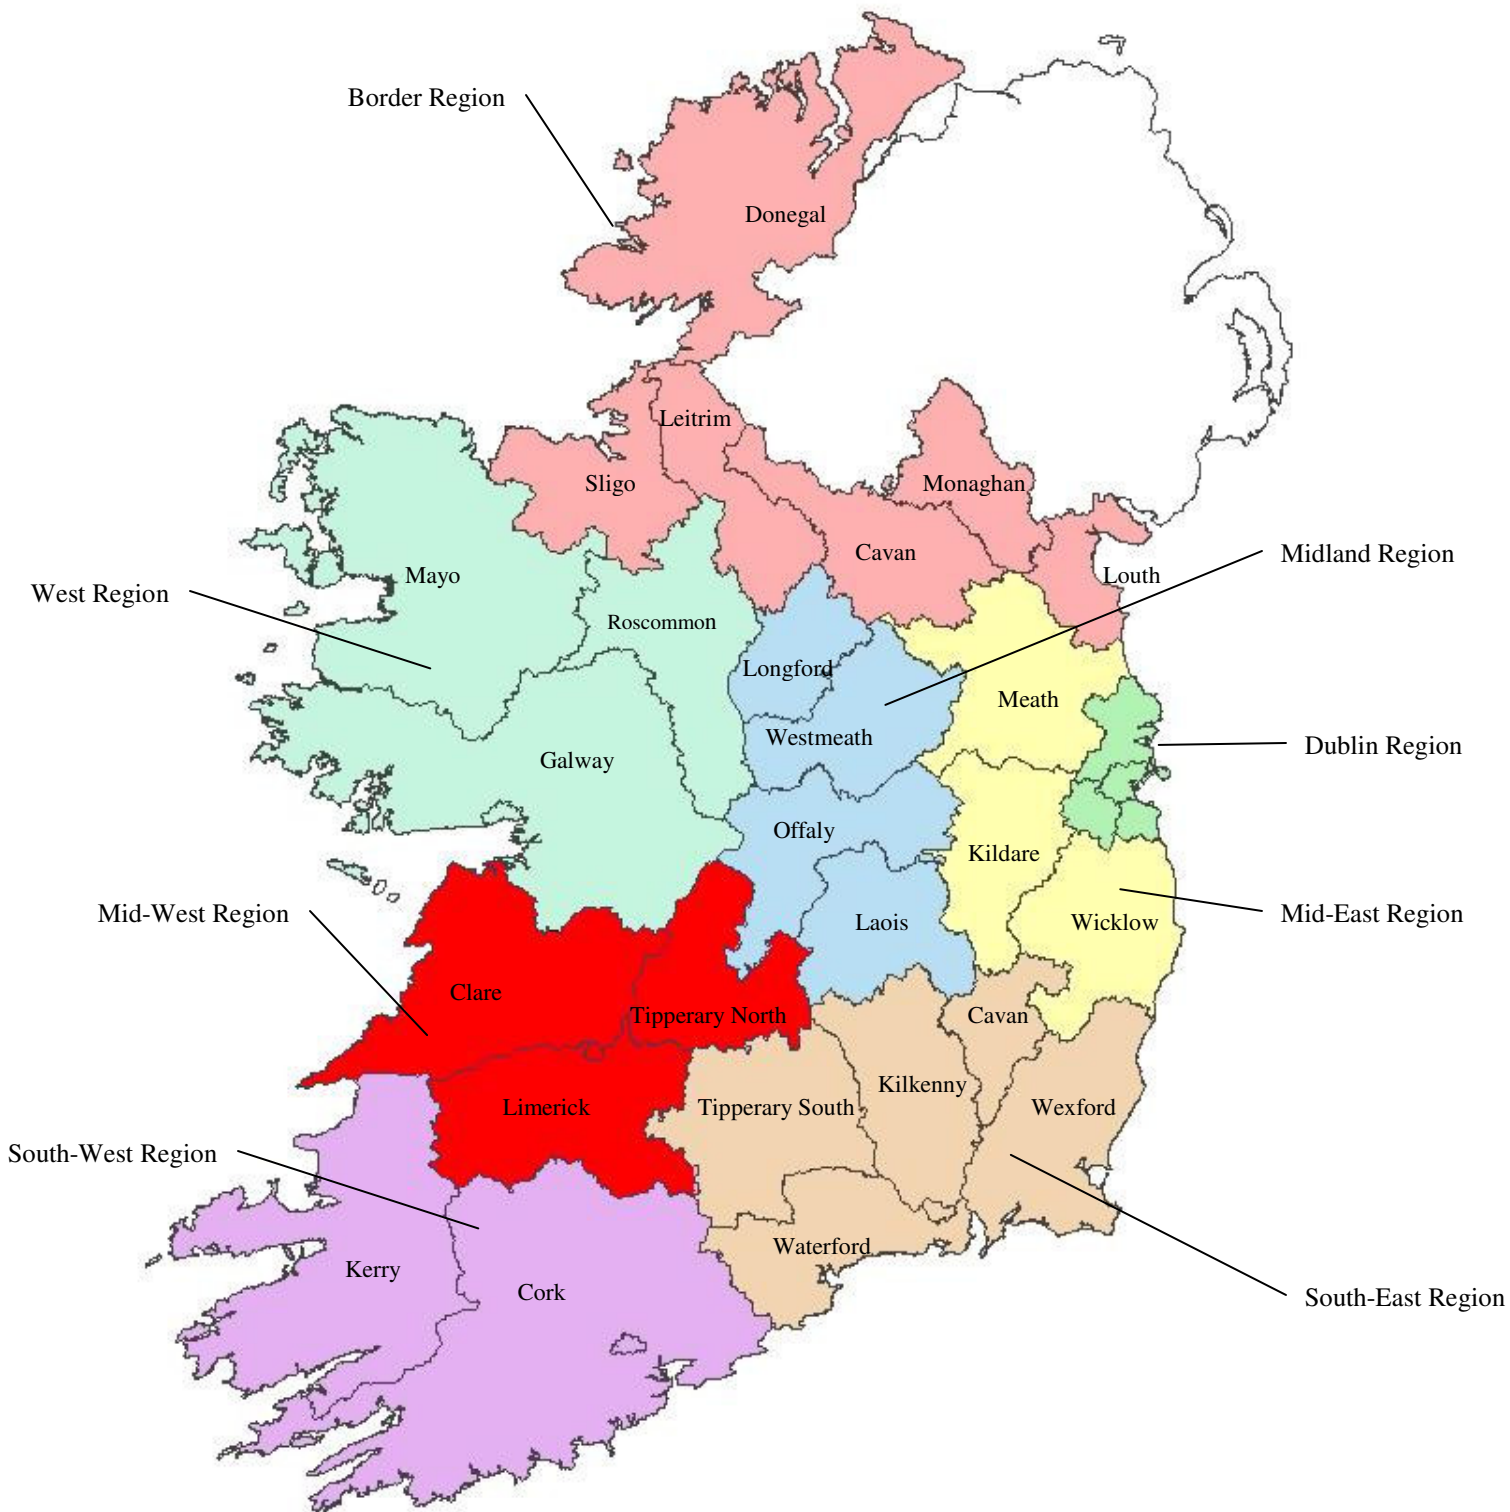 Border Region
Donegal
Leitrim
Sligo
Monaghan
Cavan
Midland Region
Louth
Mayo
West Region
Roscommon
Longford
Meath
Westmeath
Dublin Region
Galway
Offaly
Kildare
Mid-West Region
Laois
Wicklow
Mid-East Region
Clare
Tipperary North
Cavan
Kilkenny
Limerick
Tipperary South
Wexford
South-West Region
Waterford
Kerry
Cork
South-East Region